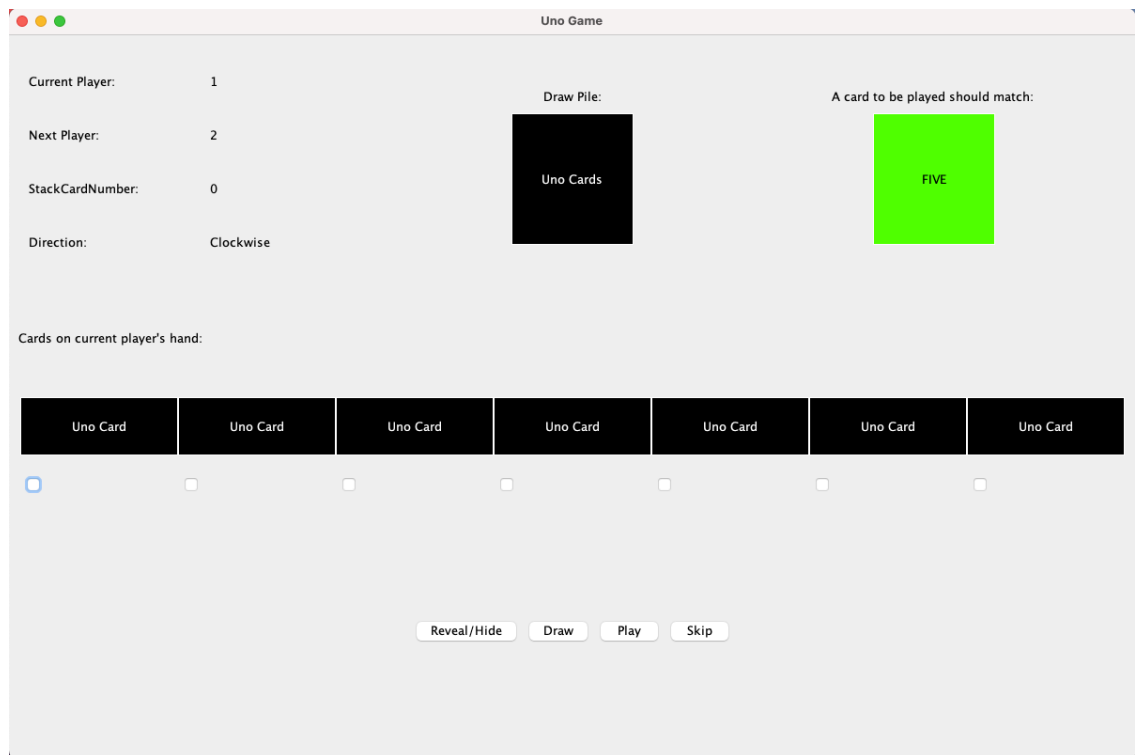 Uno Game
Current Player: 1
Next Player: 2
StackCardNumber: 0
Direction: Clockwise
Draw Pile:
Uno Cards
A card to be played should match:
FIVE
Cards on current player's hand:
Uno Card Uno Card Uno Card Uno Card Uno Card Uno Card Uno Card
Reveal/Hide Draw Play Skip